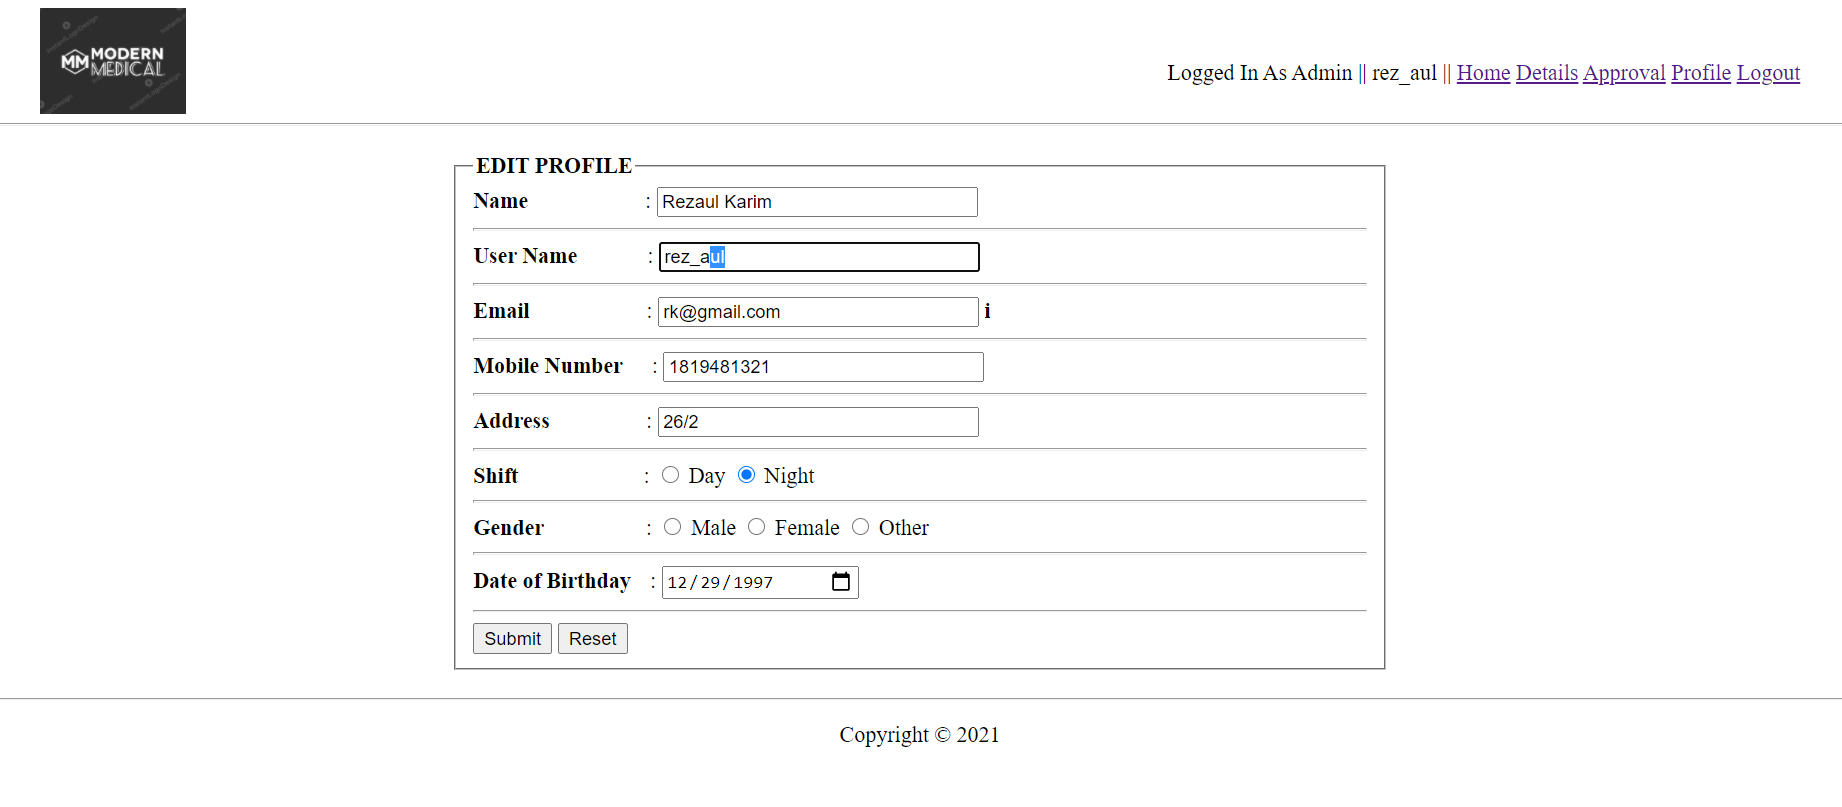 MM MODERN
MEDICAL
Logged In As Admin || rez_aul || Home Details Approval Profile Logout
EDIT PROFILE
Name : Rezaul Karim
User Name : rez_aul
Email : rk@gmail.com i
Mobile Number : 1819481321
Address : 26/2
Shift : Day Night
Gender : Male Female Other
Date of Birthday : 12/29/1997
Submit Reset
Copyright © 2021